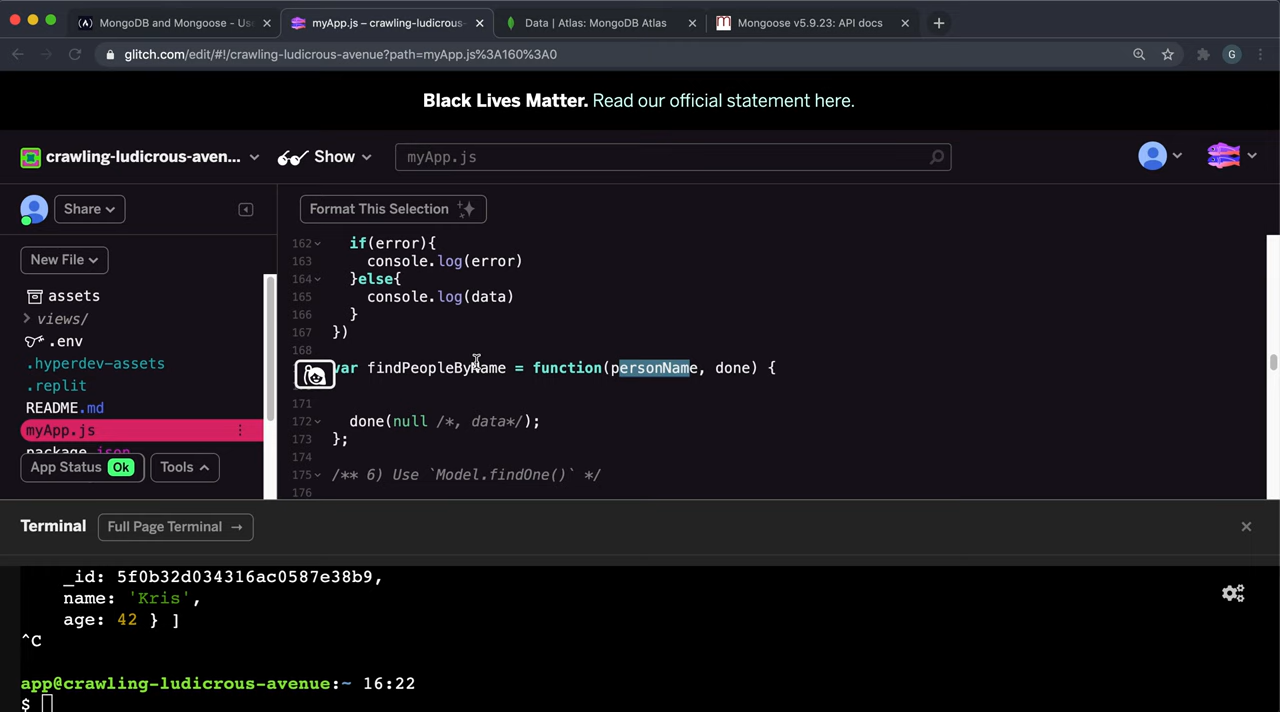 MongoDB and Mongoose - Use
myApp.js – crawling-ludicrous-
Data | Atlas: MongoDB Atlas
Mongoose v5.9.23: API docs
glitch.com/edit/#!/crawling-ludicrous-avenue?path=myApp.js%3A160%3A0
G
Black Lives Matter. Read our official statement here.
crawling-ludicrous-aven...
Show
myApp.js
Share
Format This Selection
New File
assets
views/
.env
.hyperdev-assets
.replit
README.md
myApp.js
package.json
App Status Ok
Tools
162 if(error){
163 console.log(error)
164 }else{
165 console.log(data)
166 }
167 })
168
var findPeopleByName = function(personName, done) {
171
172 done(null /*, data*/);
173 };
174
175 /** 6) Use `Model.findOne()` */
176
Terminal
Full Page Terminal →
_id: 5f0b32d034316ac0587e38b9,
name: 'Kris',
age: 42 } ]
^C
app@crawling-ludicrous-avenue:~ 16:22
$